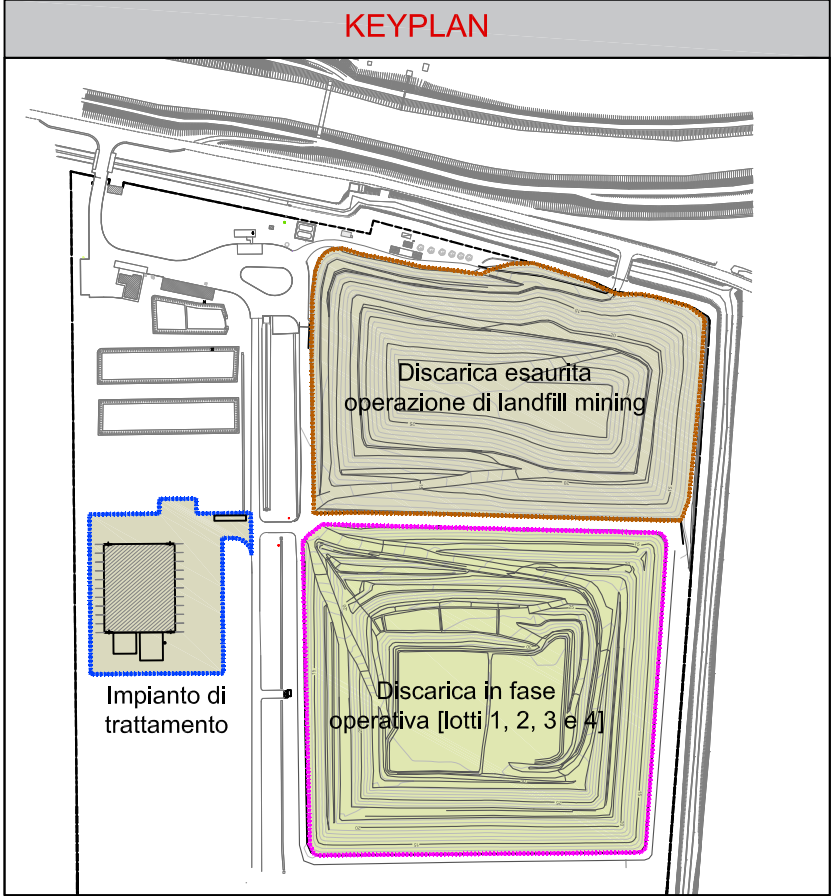 KEYPLAN
Discarica esaurita
operazione di landfill mining
Impianto di
trattamento
Discarica in fase
operativa [lotti 1, 2, 3 e 4]